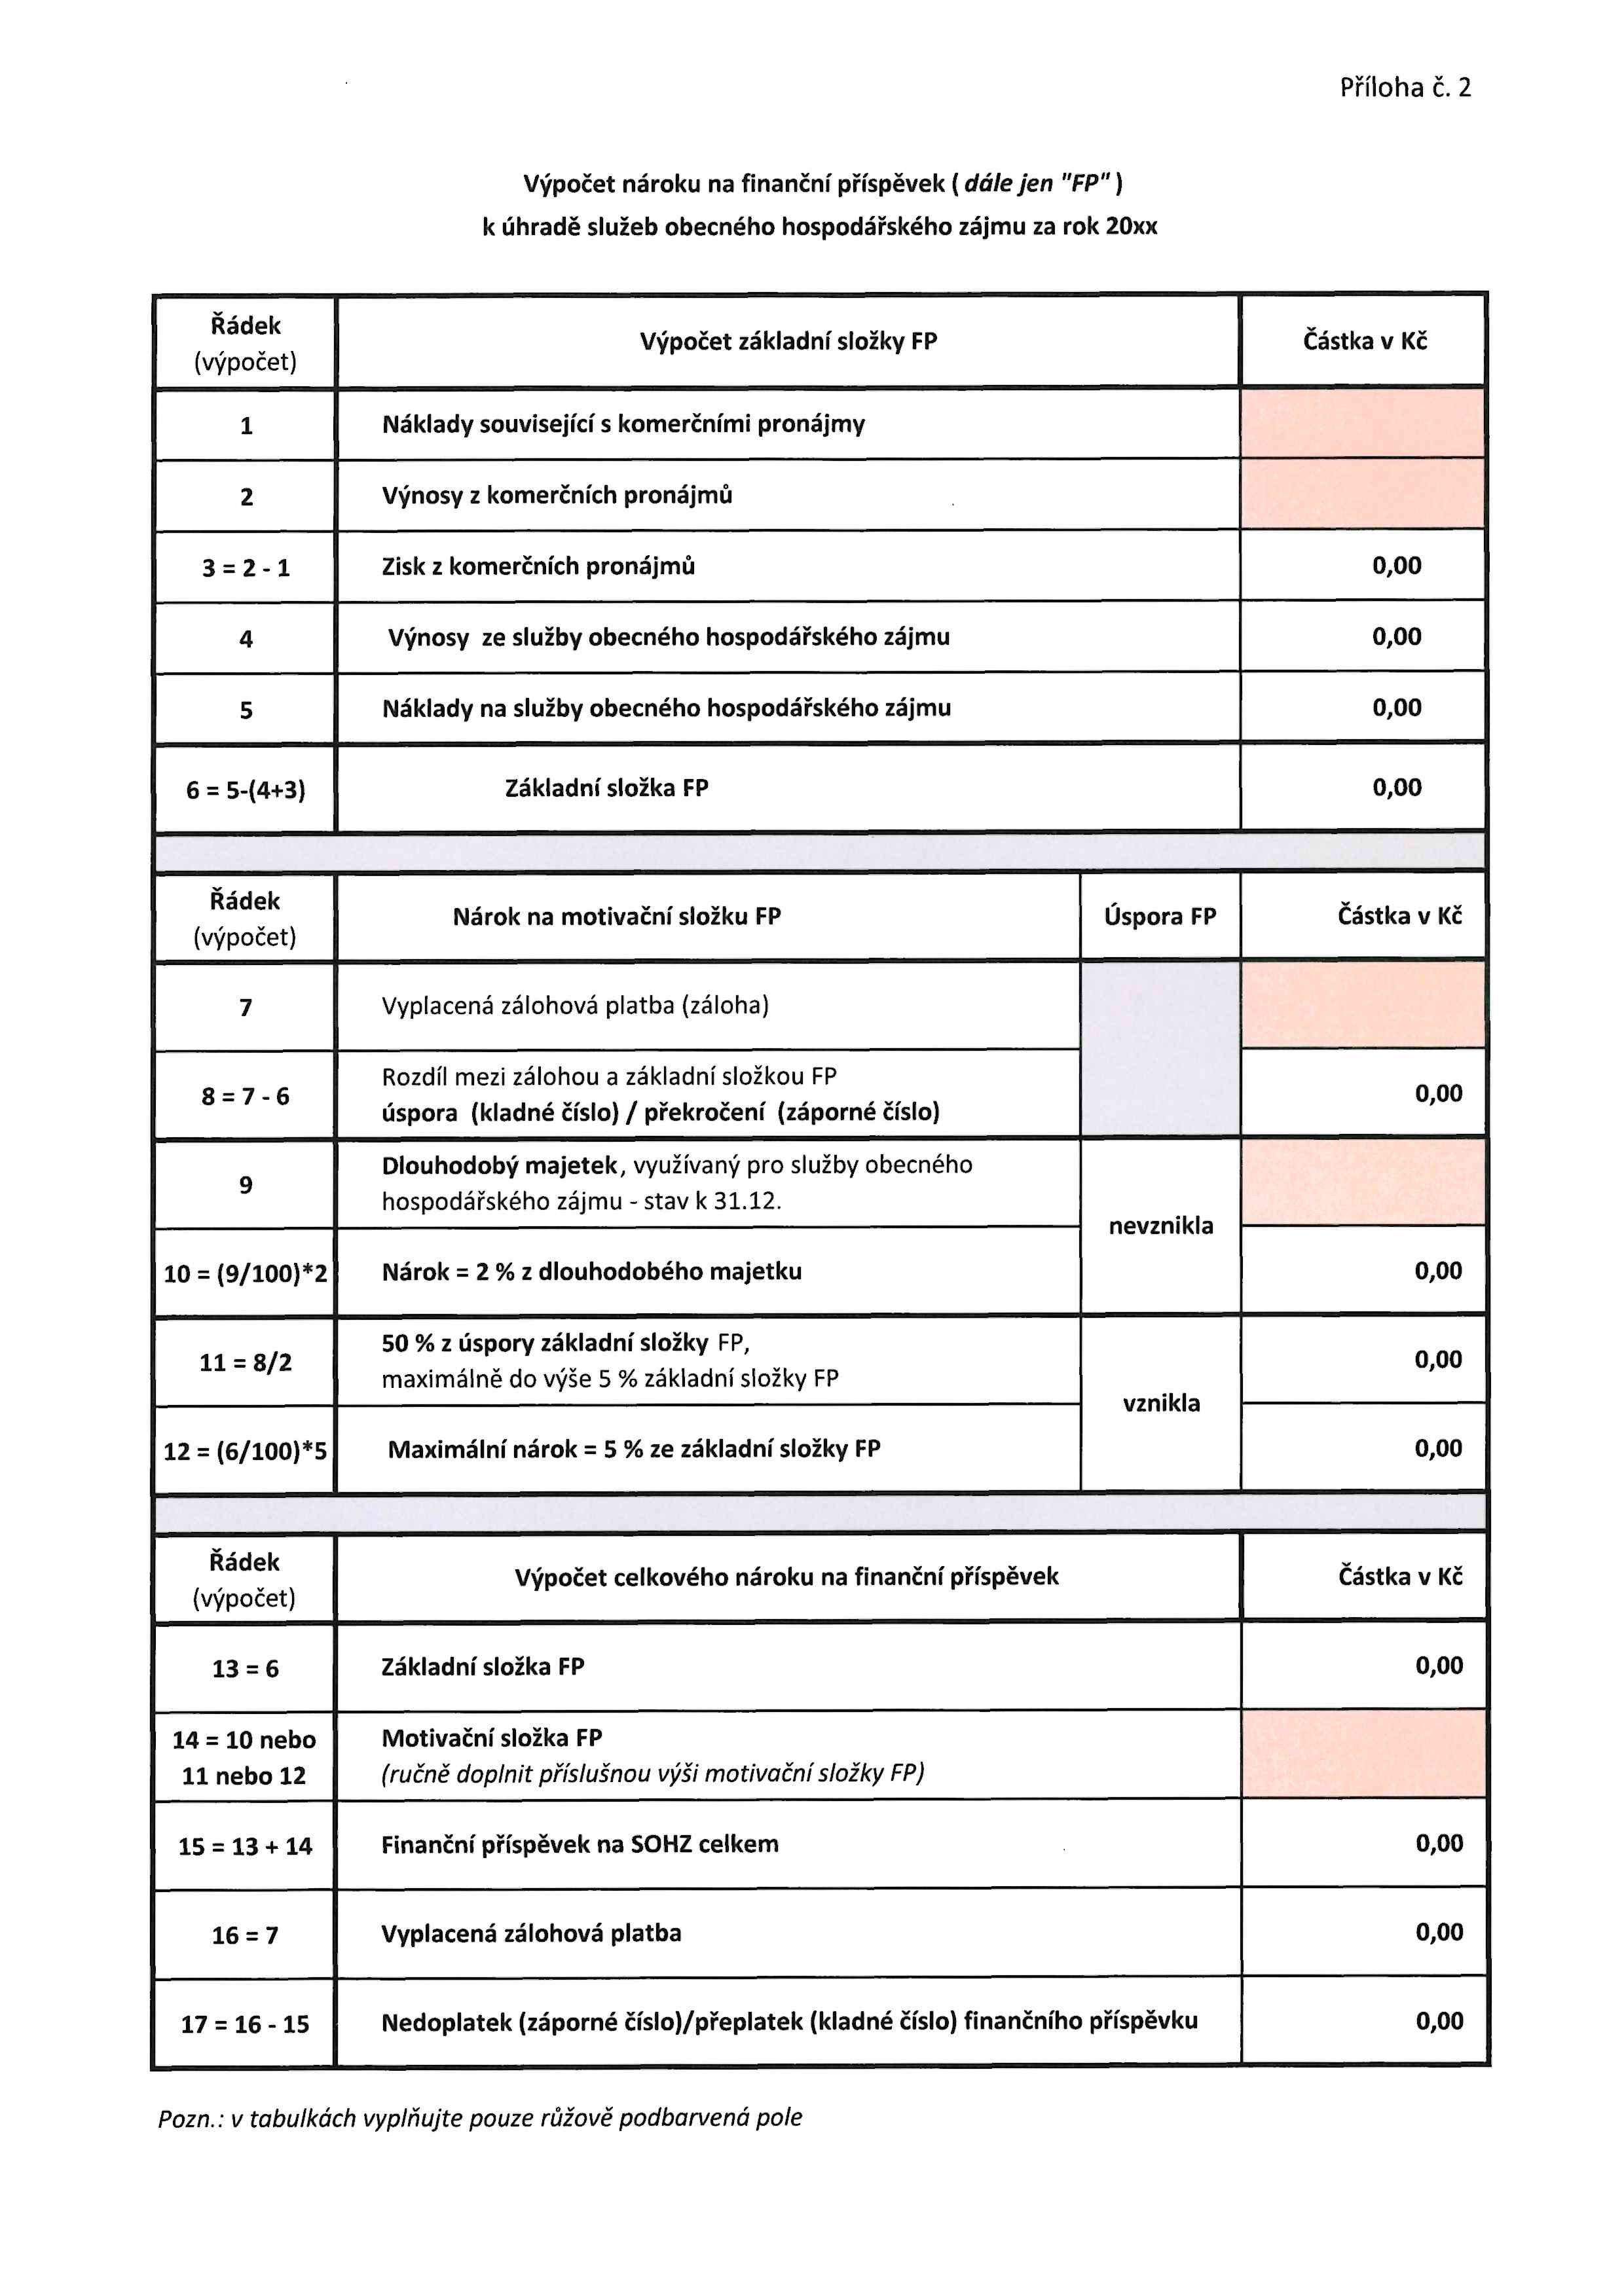 Příloha č. 2
Výpočet nároku na finanční příspěvek ( dále jen "FP" )
k úhradě služeb obecného hospodářského zájmu za rok 20xx
Řádek
(výpočet)
Výpočet základní složky FP
Částka v Kč
1
Náklady související s komerčními pronájmy
2
Výnosy z komerčních pronájmů
3 = 2 - 1
Zisk z komerčních pronájmů
0,00
4
Výnosy ze služby obecného hospodářského zájmu
0,00
5
Náklady na služby obecného hospodářského zájmu
0,00
6 = 5-(4+3)
Základní složka FP
0,00
Řádek
(výpočet)
Nárok na motivační složku FP
Úspora FP
Částka v Kč
7
Vyplacená zálohová platba (záloha)
8 = 7 - 6
Rozdíl mezi zálohou a základní složkou FP
úspora (kladné číslo) / překročení (záporné číslo)
0,00
9
Dlouhodobý majetek, využívaný pro služby obecného
hospodářského zájmu - stav k 31.12.
nevznikla
10 = (9/100)*2
Nárok = 2 % z dlouhodobého majetku
0,00
11 = 8/2
50 % z úspory základní složky FP,
maximálně do výše 5 % základní složky FP
0,00
vznikla
12 = (6/100)*5
Maximální nárok = 5 % ze základní složky FP
0,00
Řádek
(výpočet)
Výpočet celkového nároku na finanční příspěvek
Částka v Kč
13 = 6
Základní složka FP
0,00
14 = 10 nebo
11 nebo 12
Motivační složka FP
(ručně doplnit příslušnou výši motivační složky FP)
15 = 13 + 14
Finanční příspěvek na SOHZ celkem
0,00
16 = 7
Vyplacená zálohová platba
0,00
17 = 16 - 15
Nedoplatek (záporné číslo)/přeplatek (kladné číslo) finančního příspěvku
0,00
Pozn.: v tabulkách vyplňujte pouze růžově podbarvená pole